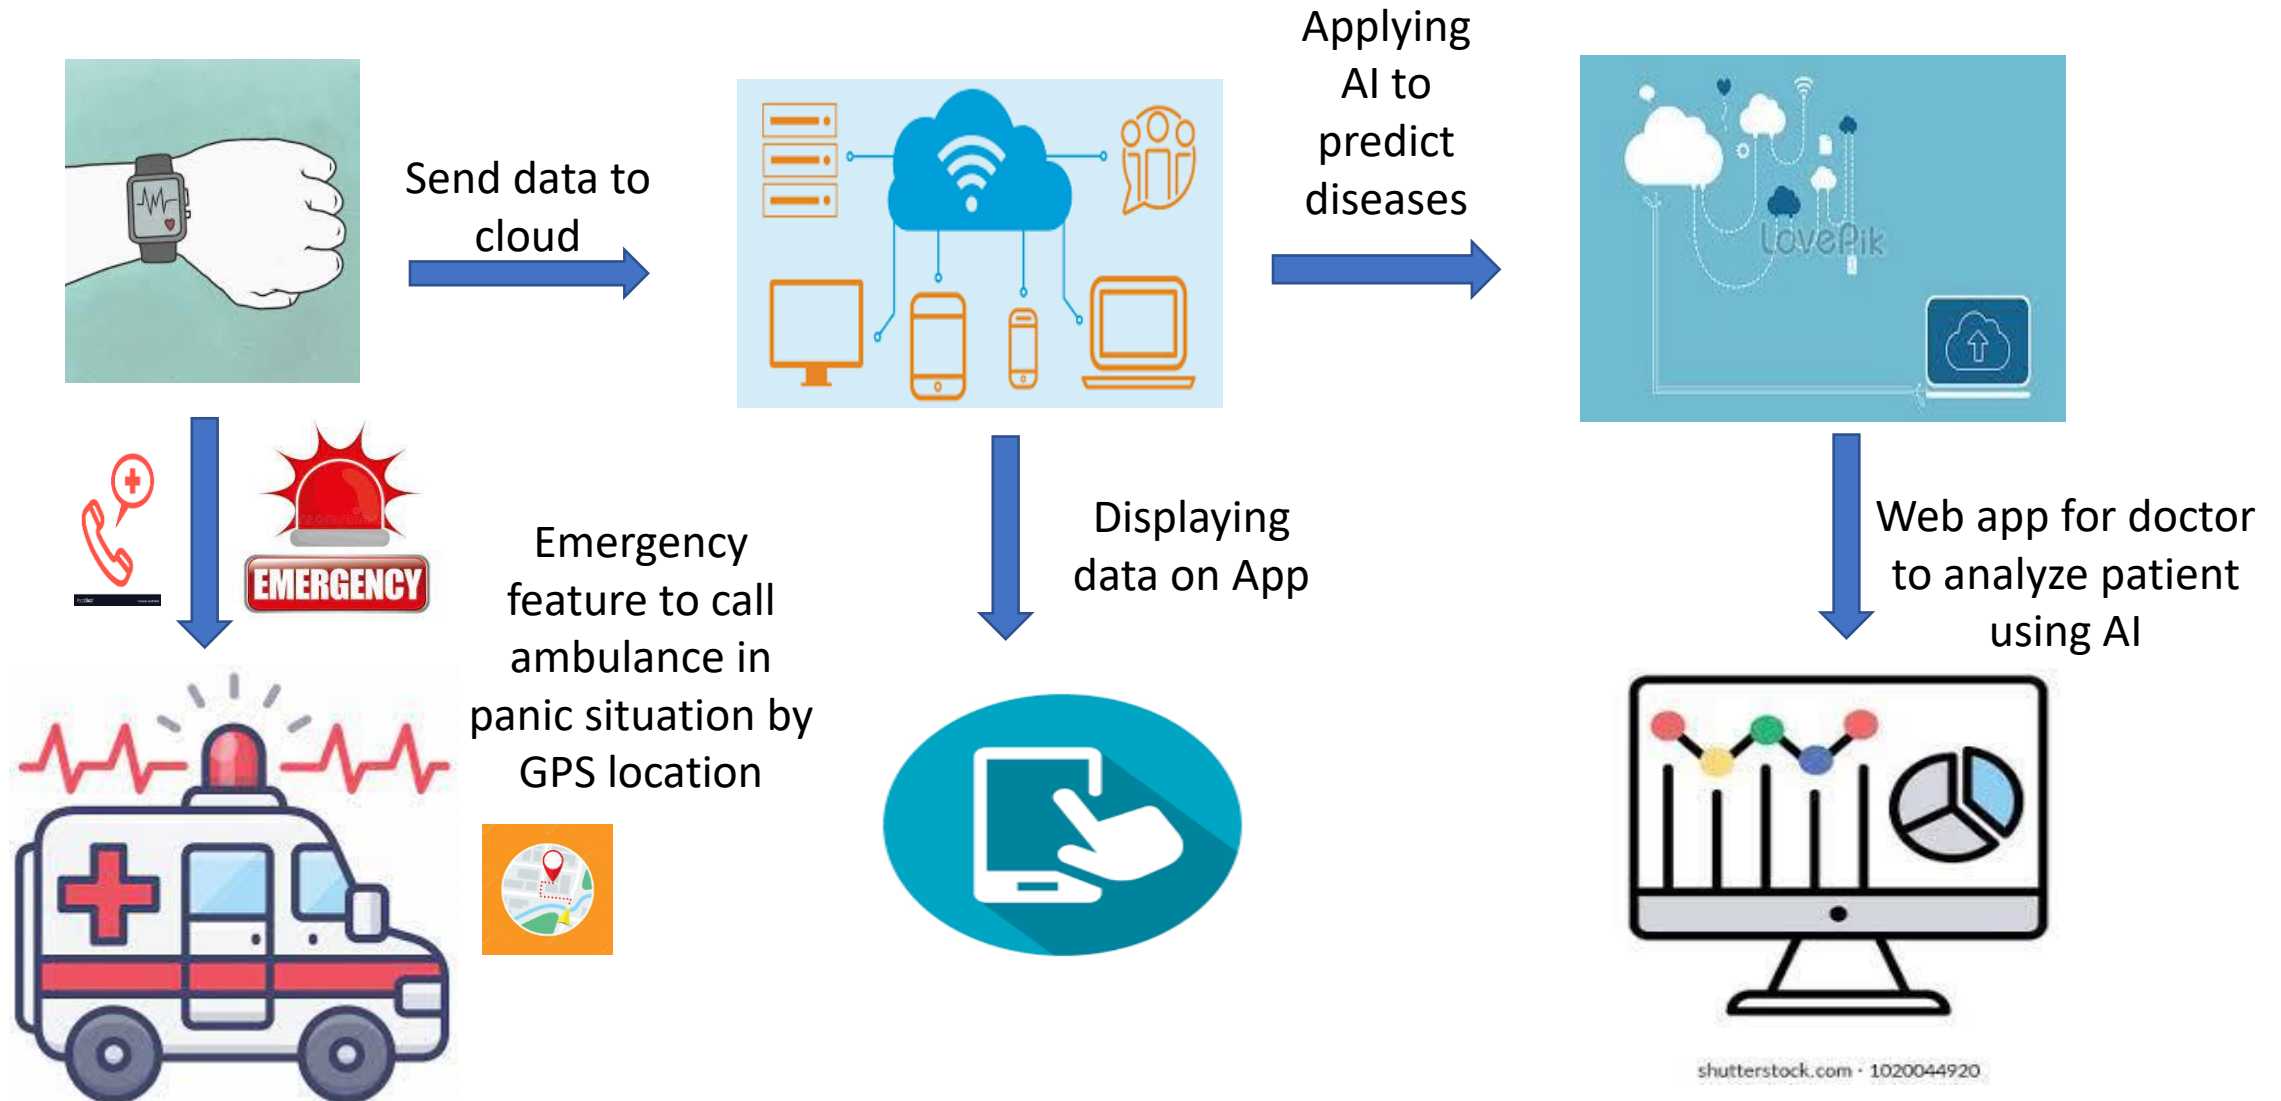 Applying
AI to
predict
diseases
Send data to
cloud
LovePik
EMERGENCY
Emergency
feature to call
ambulance in
panic situation by
GPS location
Displaying
data on App
Web app for doctor
to analyze patient
using AI
shutterstock.com · 1020044920